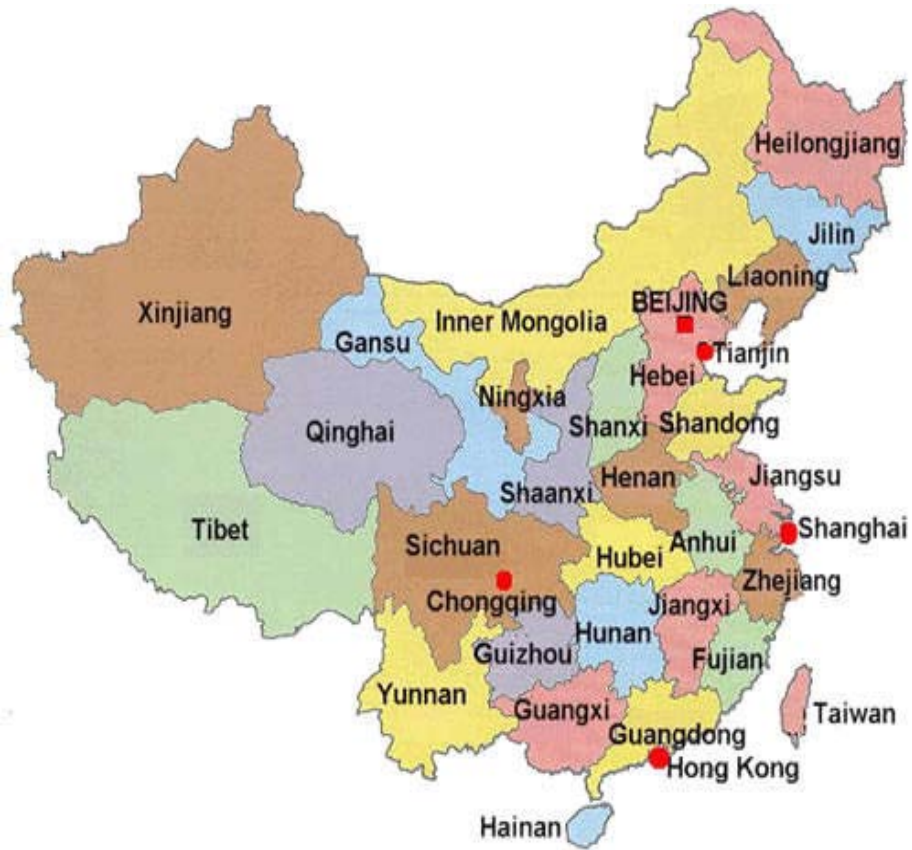 Heilongjiang
Jilin
Liaoning
BEIJING
Xinjiang
Inner Mongolia
Gansu
Tianjin
Hebei
Ningxia
Shandong
Qinghai
Shanxi
Henan
Jiangsu
Shaanxi
Tibet
Shanghai
Sichuan
Anhui
Hubei
Zhejiang
Chongqing
Jiangxi
Hunan
Guizhou
Fujian
Yunnan
Guangxi
Taiwan
Guangdong
Hong Kong
Hainan